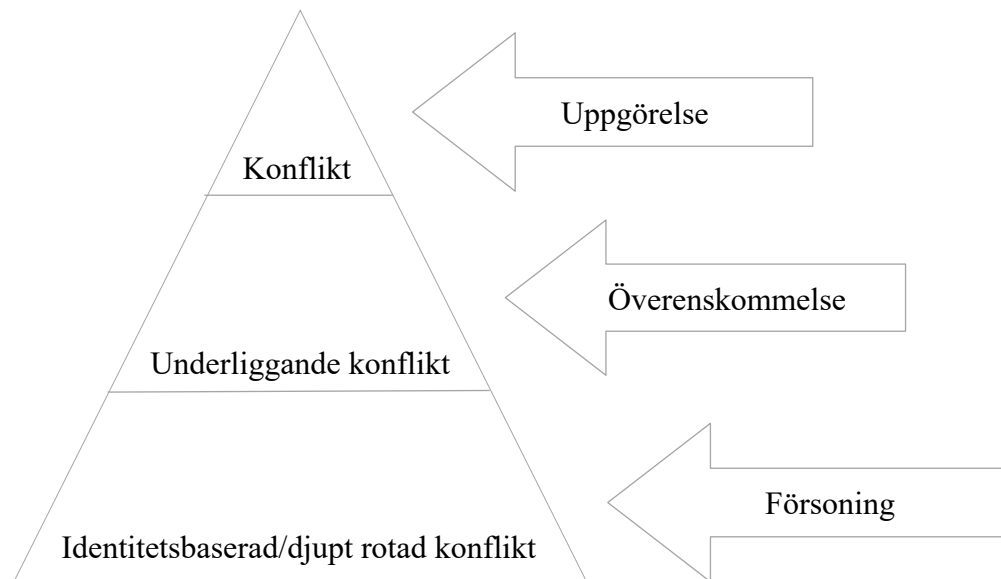 Uppgörelse
Konflikt
Överenskommelse
Underliggande konflikt
Försoning
Identitetsbaserad/djupt rotad konflikt